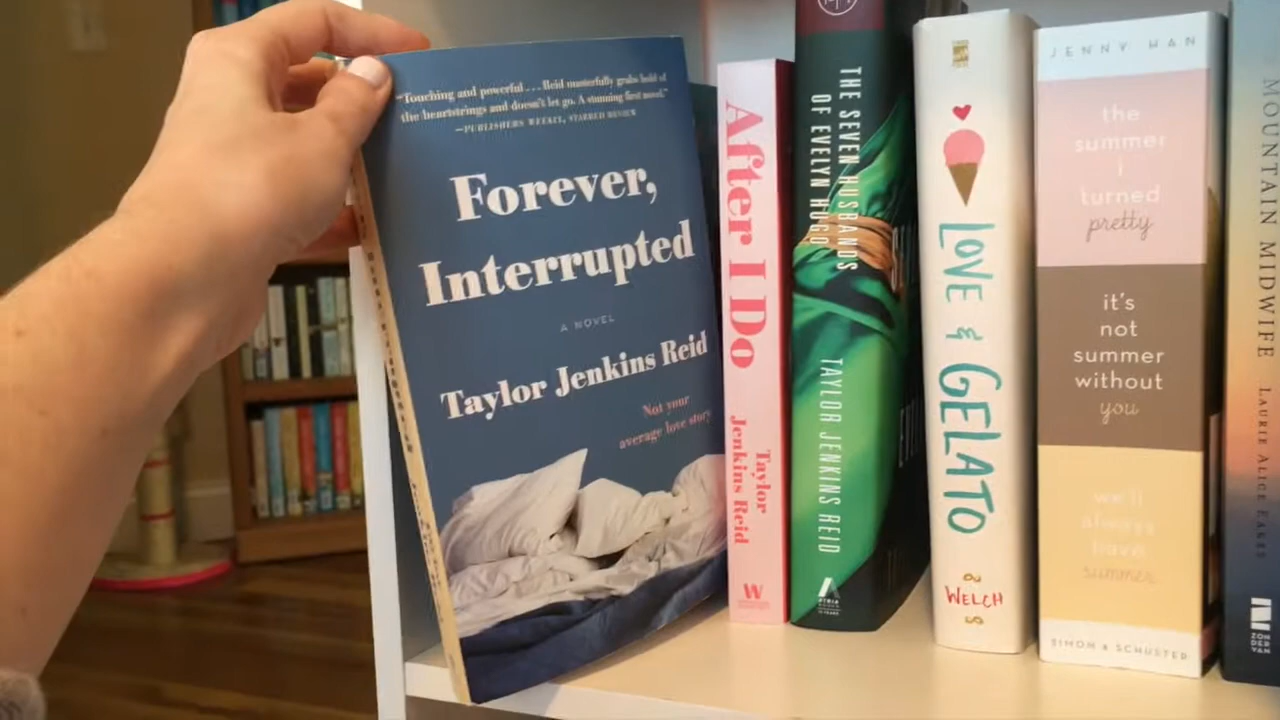 "Touching and powerful . . . Reid masterfully grabs hold of
the heartstrings and doesn't let go. A stunning first novel."
—PUBLISHERS WEEKLY, STARRED REVIEW
Forever,
Interrupted
A NOVEL
Taylor Jenkins Reid
Not your
average love story
After I Do
Taylor
Jenkins Reid
W
THE SEVEN HUSBANDS
OF EVELYN HUGO
TAYLOR JENKINS REID
ATRIA
LOVE & GELATO
WELCH
JENNY HAN
the
summer
I
turned
pretty
it's
not
summer
without
you
we'll
always
have
summer
SIMON & SCHUSTER
MOUNTAIN MIDWIFE
LAURIE ALICE EAKES
ZON
DER
VAN